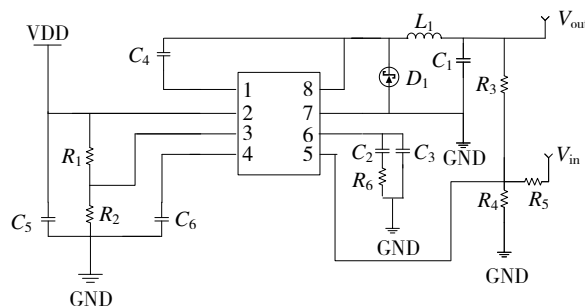 VDD
C4
L1
Vout
C1
D1
R3
1
8
2
7
3
6
4
5
GND
R1
C2
C3
Vin
R6
R2
C5
C6
R4
R5
GND
GND
GND